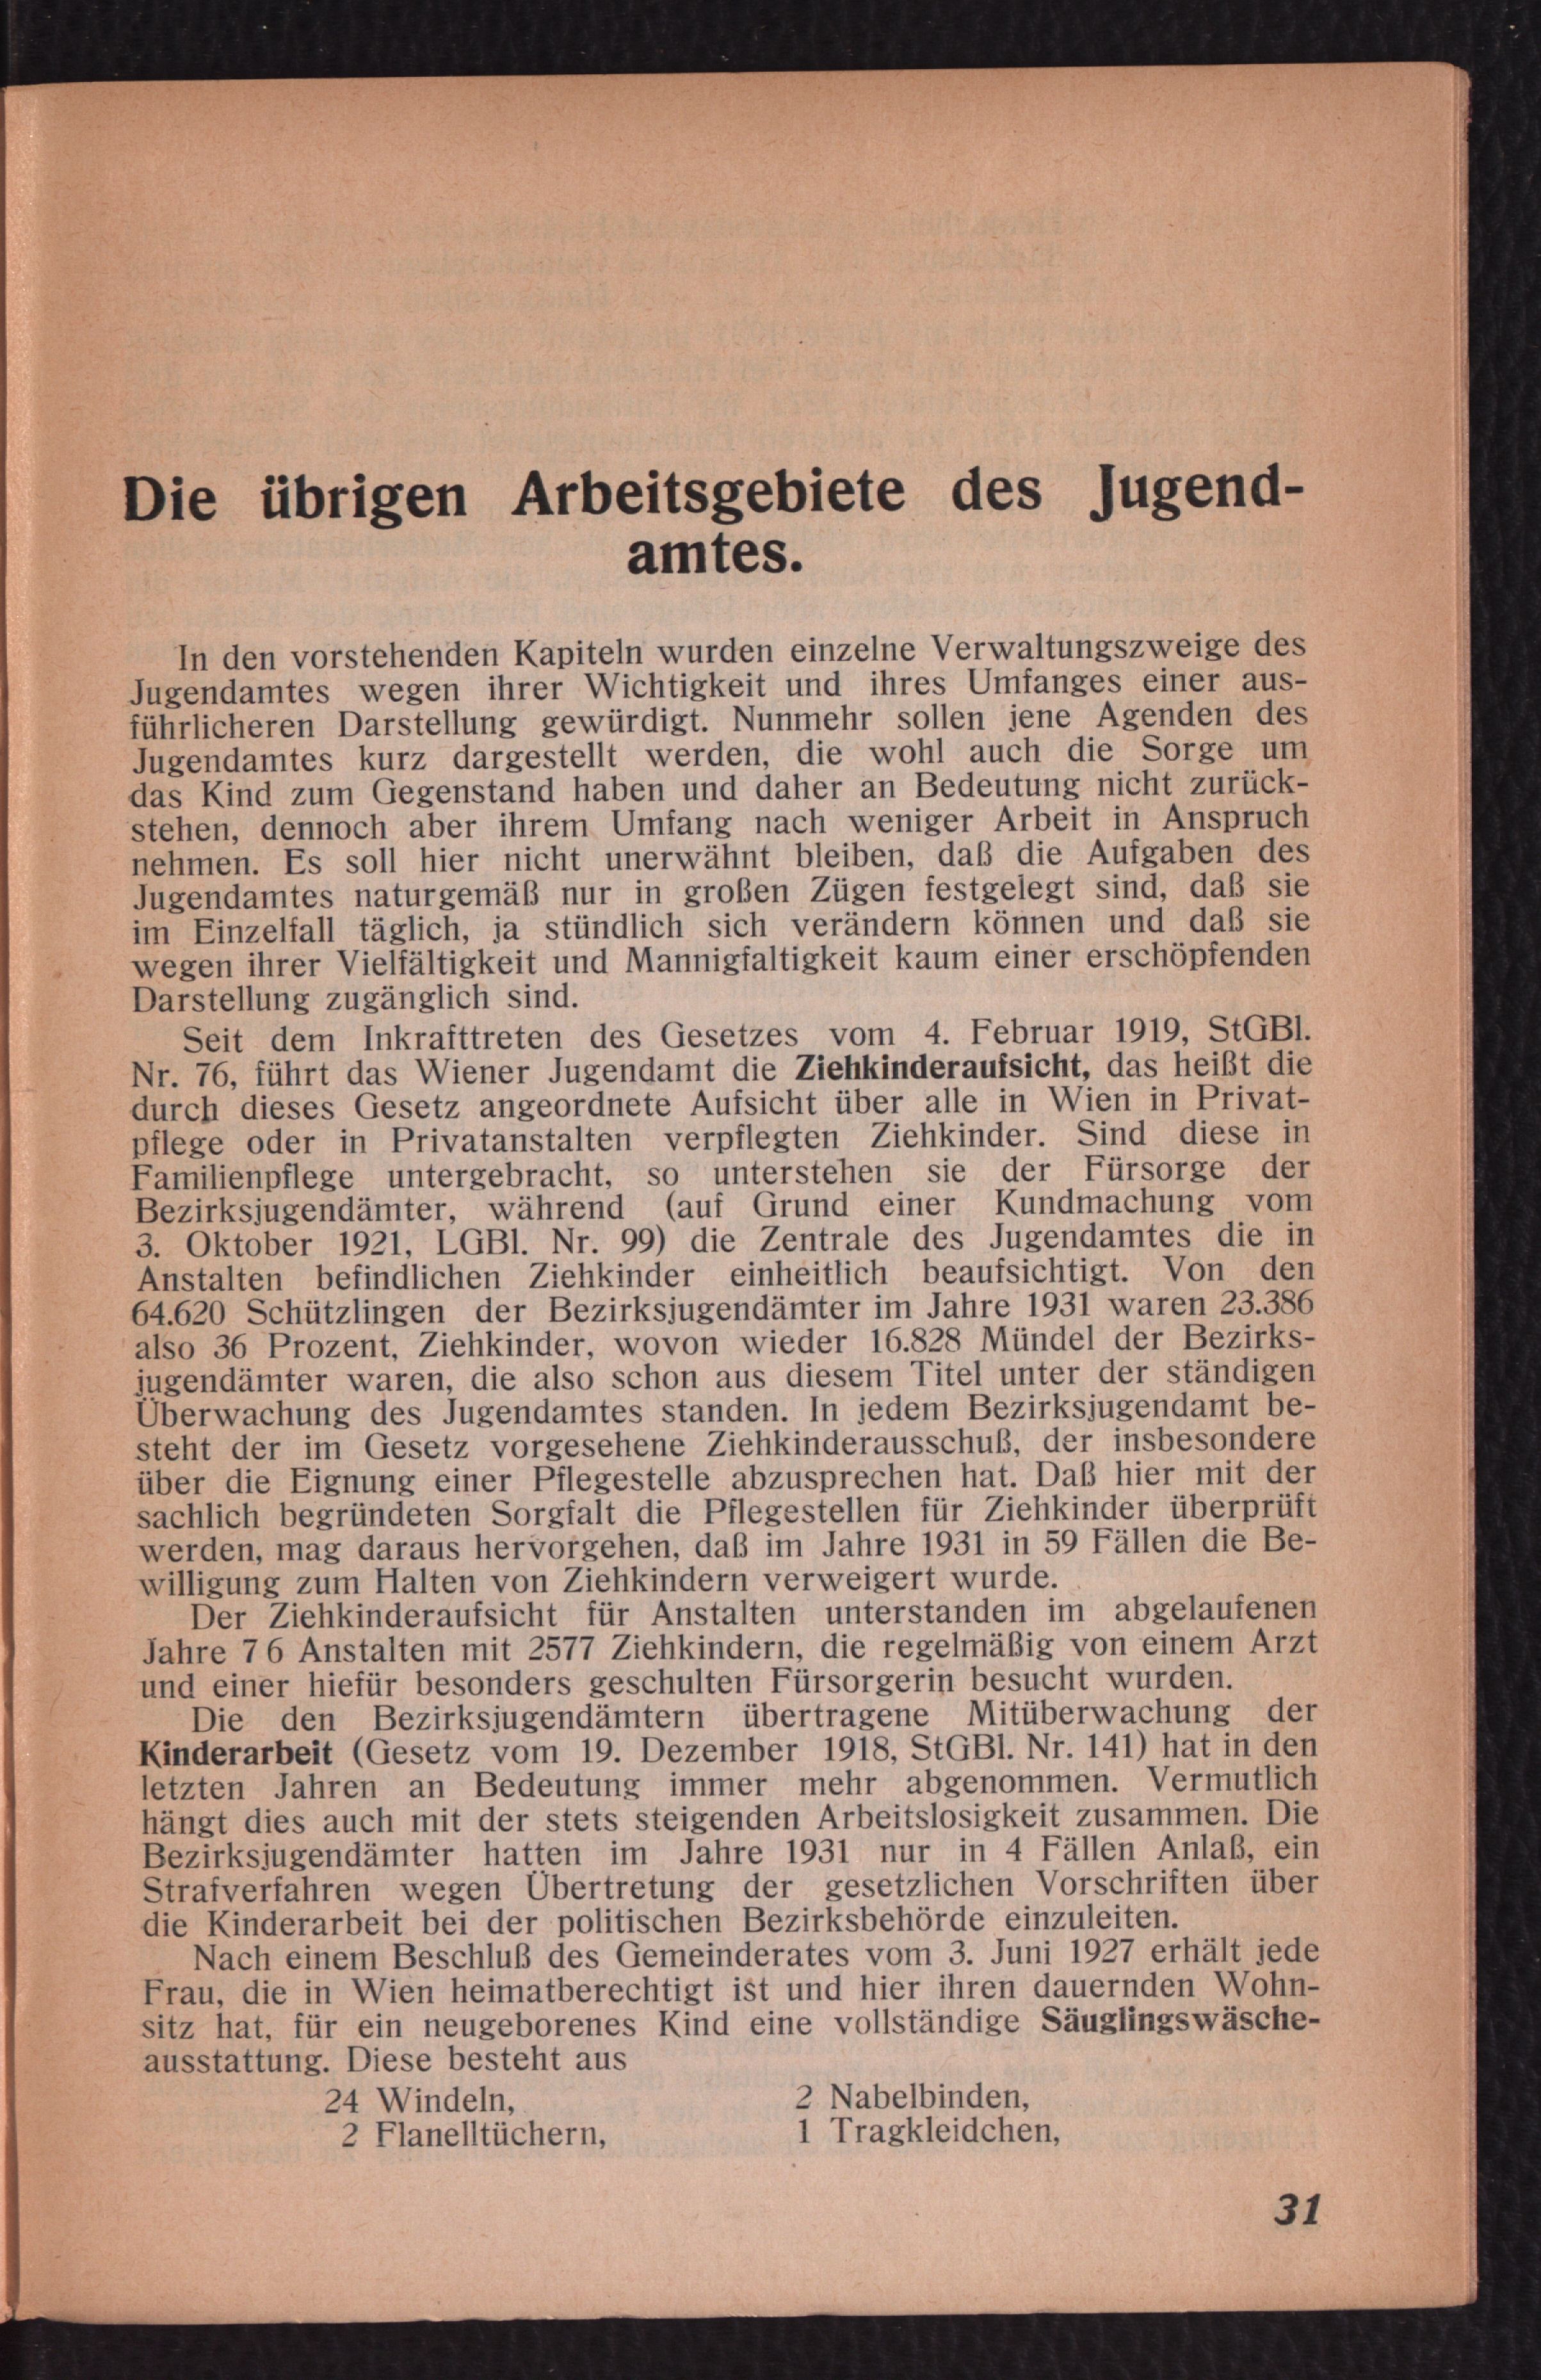 Die übrigen Arbeitsgebiete des Jugend-
amtes.
In den vorstehenden Kapiteln wurden einzelne Verwaltungszweige des
Jugendamtes wegen ihrer Wichtigkeit und ihres Umfanges einer aus-
führlicheren Darstellung gewürdigt. Nunmehr sollen jene Agenden des
Jugendamtes kurz dargestellt werden, die wohl auch die Sorge um
das Kind zum Gegenstand haben und daher an Bedeutung nicht zurück-
stehen, dennoch aber ihrem Umfang nach weniger Arbeit in Anspruch
nehmen. Es soll hier nicht unerwähnt bleiben, daß die Aufgaben des
Jugendamtes naturgemäß nur in großen Zügen festgelegt sind, daß sie
im Einzelfall täglich, ja stündlich sich verändern können und daß sie
wegen ihrer Vielfältigkeit und Mannigfaltigkeit kaum einer erschöpfenden
Darstellung zugänglich sind.
Seit dem Inkrafttreten des Gesetzes vom 4. Februar 1919, StGBl.
Nr. 76, führt das Wiener Jugendamt die Ziehkinderaufsicht, das heißt die
durch dieses Gesetz angeordnete Aufsicht über alle in Wien in Privat-
pflege oder in Privatanstalten verpflegten Ziehkinder. Sind diese in
Familienpflege untergebracht, so unterstehen sie der Fürsorge der
Bezirksjugendämter, während (auf Grund einer Kundmachung vom
3. Oktober 1921, LGBl. Nr. 99) die Zentrale des Jugendamtes die in
Anstalten befindlichen Ziehkinder einheitlich beaufsichtigt. Von den
64.620 Schützlingen der Bezirksjugendämter im Jahre 1931 waren 23.386
also 36 Prozent, Ziehkinder, wovon wieder 16.828 Mündel der Bezirks-
jugendämter waren, die also schon aus diesem Titel unter der ständigen
Überwachung des Jugendamtes standen. In jedem Bezirksjugendamt be-
steht der im Gesetz vorgesehene Ziehkinderausschuß, der insbesondere
über die Eignung einer Pflegestelle abzusprechen hat. Daß hier mit der
sachlich begründeten Sorgfalt die Pflegestellen für Ziehkinder überprüft
werden, mag daraus hervorgehen, daß im Jahre 1931 in 59 Fällen die Be-
willigung zum Halten von Ziehkindern verweigert wurde.
Der Ziehkinderaufsicht für Anstalten unterstanden im abgelaufenen
Jahre 76 Anstalten mit 2577 Ziehkindern, die regelmäßig von einem Arzt
und einer hiefür besonders geschulten Fürsorgerin besucht wurden.
Die den Bezirksjugendämtern übertragene Mitüberwachung der
Kinderarbeit (Gesetz vom 19. Dezember 1918, StGBl. Nr. 141) hat in den
letzten Jahren an Bedeutung immer mehr abgenommen. Vermutlich
hängt dies auch mit der stets steigenden Arbeitslosigkeit zusammen. Die
Bezirksjugendämter hatten im Jahre 1931 nur in 4 Fällen Anlaß, ein
Strafverfahren wegen Übertretung der gesetzlichen Vorschriften über
die Kinderarbeit bei der politischen Bezirksbehörde einzuleiten.
Nach einem Beschluß des Gemeinderates vom 3. Juni 1927 erhält jede
Frau, die in Wien heimatberechtigt ist und hier ihren dauernden Wohn-
sitz hat, für ein neugeborenes Kind eine vollständige Säuglingswäsche-
ausstattung. Diese besteht aus
24 Windeln,
2 Flanelltüchern,
2 Nabelbinden,
1 Tragkleidchen,
31